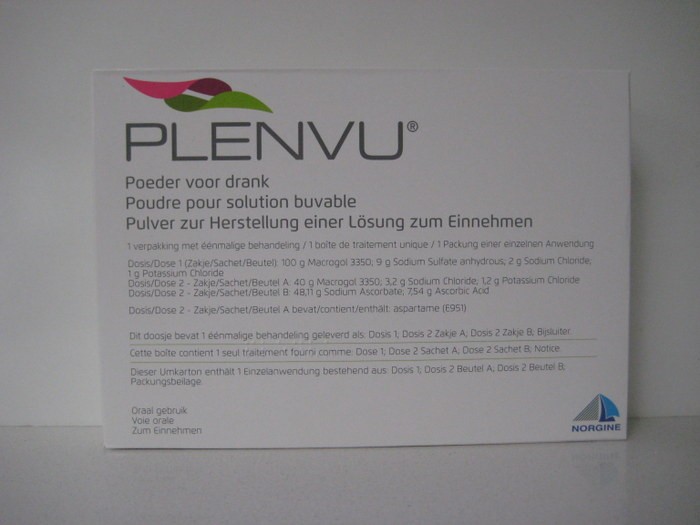 PLENVU®
Poeder voor drank
Poudre pour solution buvable
Pulver zur Herstellung einer Lösung zum Einnehmen
1 verpakking met éénmalige behandeling / 1 boîte de traitement unique / 1 Packung einer einzelnen Anwendung
Dosis/Dose 1 (Zakje/Sachet/Beutel): 100 g Macrogol 3350; 9 g Sodium Sulfate anhydrous; 2 g Sodium Chloride;
1 g Potassium Chloride
Dosis/Dose 2 - Zakje/Sachet/Beutel A: 40 g Macrogol 3350; 3,2 g Sodium Chloride; 1,2 g Potassium Chloride
Dosis/Dose 2 - Zakje/Sachet/Beutel B: 48,11 g Sodium Ascorbate; 7,54 g Ascorbic Acid
Dosis/Dose 2 - Zakje/Sachet/Beutel A bevat/contient/enthält: aspartame (E951)
Dit doosje bevat 1 éénmalige behandeling geleverd als: Dosis 1; Dosis 2 Zakje A; Dosis 2 Zakje B; Bijsluiter.
Cette boîte contient 1 seul traitement fourni comme: Dose 1; Dose 2 Sachet A; Dose 2 Sachet B; Notice.
Dieser Umkarton enthält 1 Einzelanwendung bestehend aus: Dosis 1; Dosis 2 Beutel A; Dosis 2 Beutel B;
Packungsbeilage.
Oraal gebruik
Voie orale
Zum Einnehmen
NORGINE